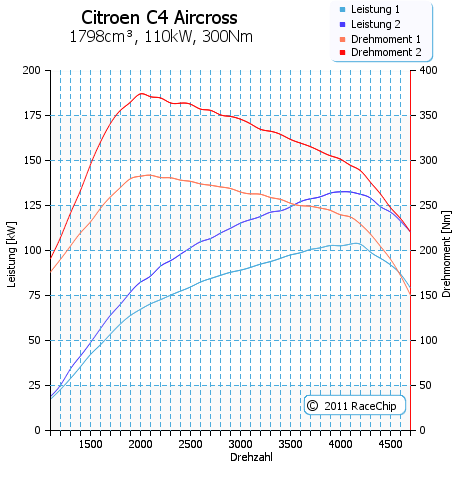 Citroen C4 Aircross
1798cm³, 110kW, 300Nm
Leistung 1
Leistung 2
Drehmoment 1
Drehmoment 2
200
175
150
125
100
75
50
25
0
Leistung [kW]
400
350
300
250
200
150
100
50
0
Drehmoment [Nm]
1500 2000 2500 3000 3500 4000 4500
Drehzahl
© 2011 RaceChip